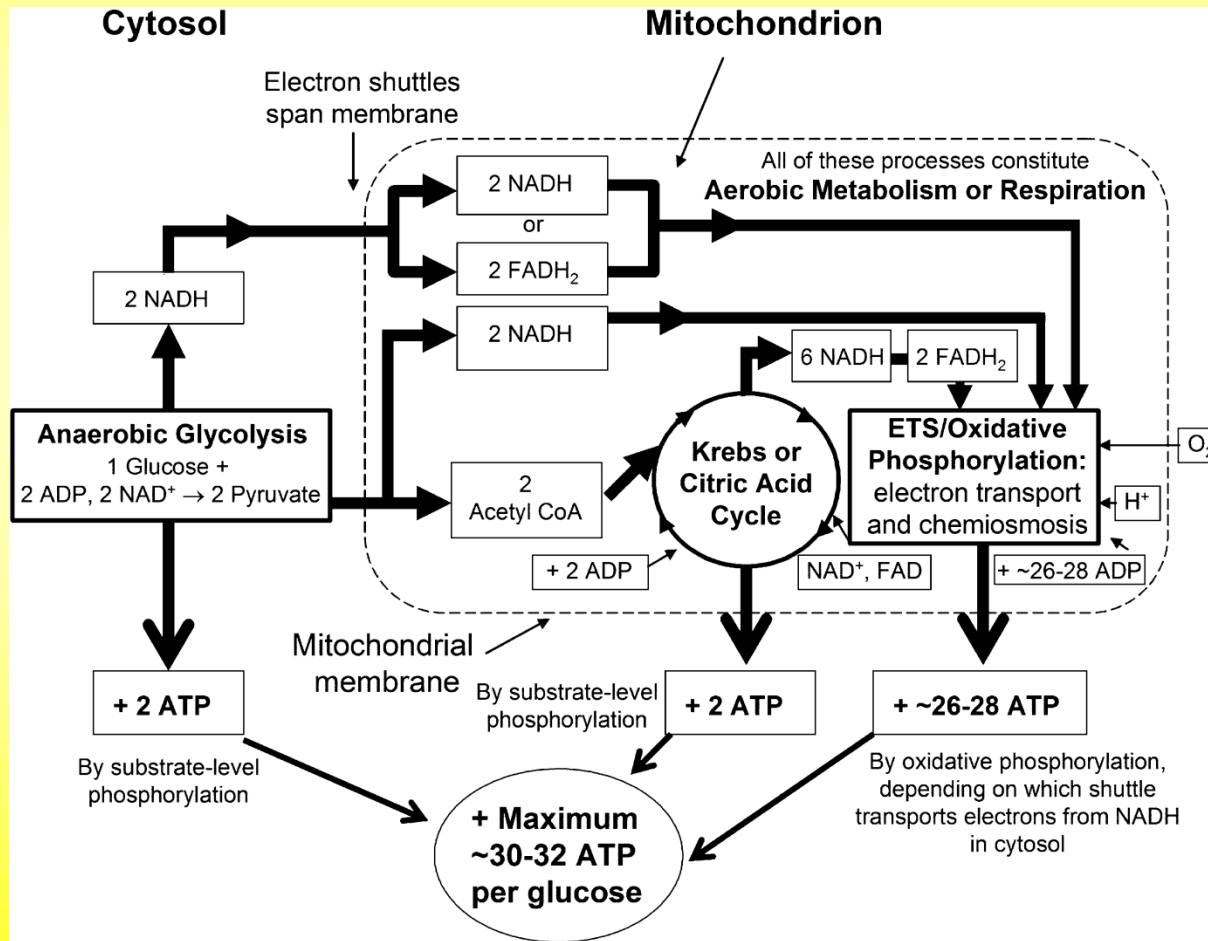 Cytosol
Mitochondrion
Electron shuttles
span membrane
All of these processes constitute
Aerobic Metabolism or Respiration
2 NADH
or
2 FADH₂
2 NADH
2 NADH
6 NADH
2 FADH₂
Anaerobic Glycolysis
1 Glucose +
2 ADP, 2 NAD⁺ → 2 Pyruvate
2
Acetyl CoA
Krebs or
Citric Acid
Cycle
ETS/Oxidative
Phosphorylation:
electron transport
and chemiosmosis
O₂
H⁺
+ 2 ADP
NAD⁺, FAD
+ ~26-28 ADP
Mitochondrial
membrane
+ 2 ATP
By substrate-level
phosphorylation
By substrate-level
phosphorylation
+ 2 ATP
+ ~26-28 ATP
By oxidative phosphorylation,
depending on which shuttle
transports electrons from NADH
in cytosol
+ Maximum
~30-32 ATP
per glucose